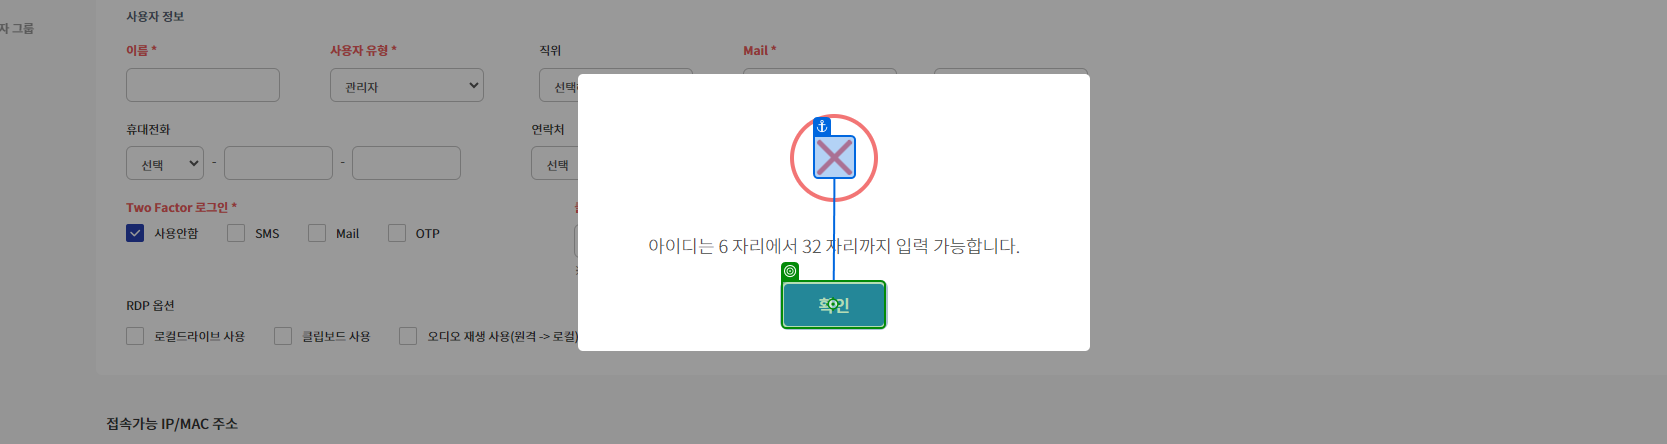 자 그룹
사용자 정보
이름 *
사용자 유형 *
직위
Mail *
관리자
휴대전화
연락처
선택
-
-
선택
Two Factor 로그인 *
사용안함
SMS
Mail
OTP
아이디는 6 자리에서 32 자리까지 입력 가능합니다.
확인
RDP 옵션
로컬드라이브 사용
클립보드 사용
오디오 재생 사용(원격 -> 로컬)
접속가능 IP/MAC 주소